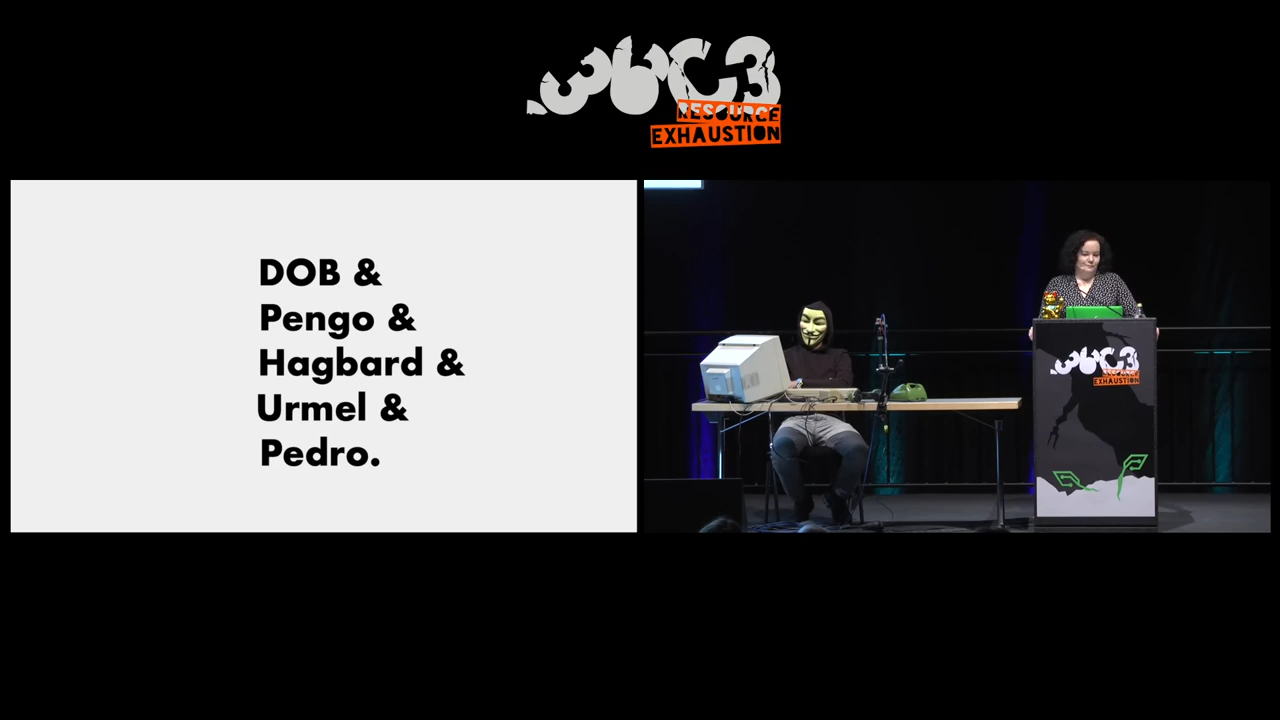 36C3
RESOURCE
EXHAUSTION
DOB &
Pengo &
Hagbard &
Urmel &
Pedro.
36C3
RESOURCE
EXHAUSTION